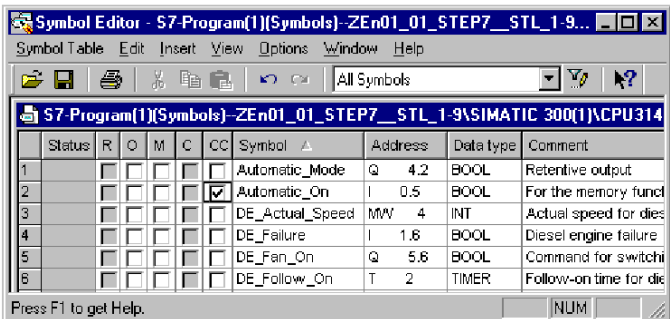 Symbol Editor - S7-Program(1)(Symbols)--ZEn01_01_STEP7__STL_1-9...
Symbol Table Edit Insert View Options Window Help
All Symbols
S7-Program(1)(Symbols)--ZEn01_01_STEP7__STL_1-9\SIMATIC 300(1)\CPU314
Status R O M C CC Symbol Address Data type Comment
1 Automatic_Mode Q 4.2 BOOL Retentive output
2 Automatic_On I 0.5 BOOL For the memory funct
3 DE_Actual_Speed MW 4 INT Actual speed for dies
4 DE_Failure I 1.6 BOOL Diesel engine failure
5 DE_Fan_On Q 5.6 BOOL Command for switchi
6 DE_Follow_On T 2 TIMER Follow-on time for die
Press F1 to get Help. NUM